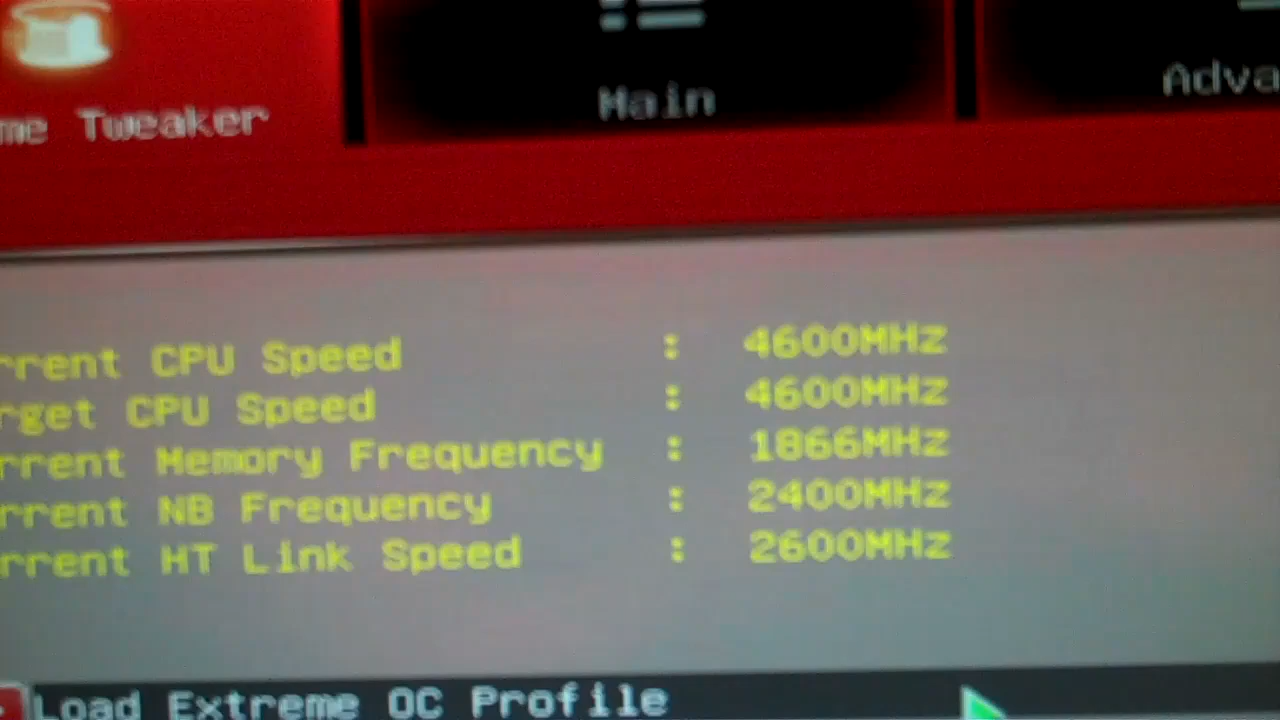 me Tweaker
Main
Adva
rrent CPU Speed : 4600MHz
rget CPU Speed : 4600MHz
rrent Memory Frequency : 1866MHz
rrent NB Frequency : 2400MHz
rrent HT Link Speed : 2600MHz
Load Extreme OC Profile